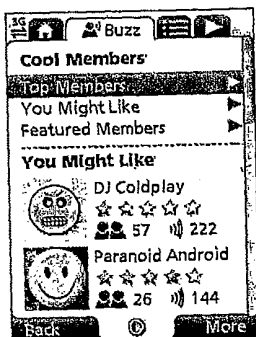 3G Buzz
Cool Members
Top Members
You Might Like
Featured Members
You Might Like
DJ Coldplay
57 222
Paranoid Android
26 144
Back More